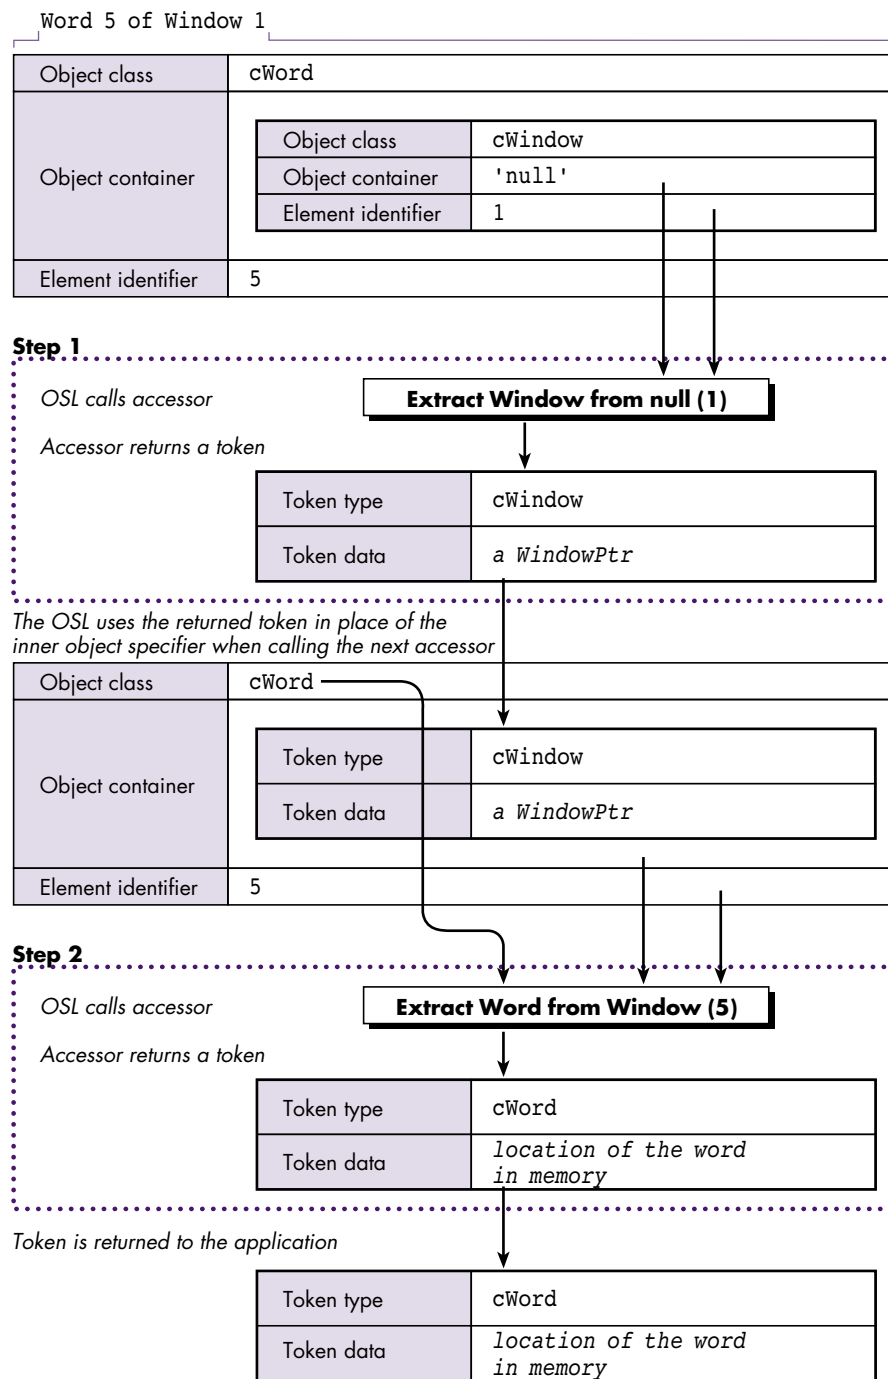 Word 5 of Window 1
Object class cWord
Object container
Object class cWindow
Object container 'null'
Element identifier 1
Element identifier 5
Step 1
OSL calls accessor
Extract Window from null (1)
Accessor returns a token
Token type cWindow
Token data a WindowPtr
The OSL uses the returned token in place of the
inner object specifier when calling the next accessor
Object class cWord
Object container
Token type cWindow
Token data a WindowPtr
Element identifier 5
Step 2
OSL calls accessor
Extract Word from Window (5)
Accessor returns a token
Token type cWord
Token data location of the word
in memory
Token is returned to the application
Token type cWord
Token data location of the word
in memory